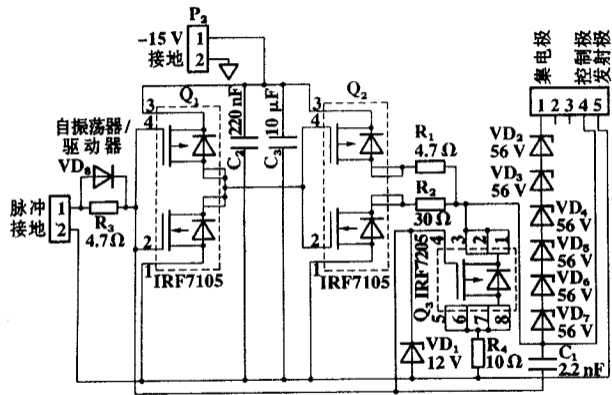 P₂
-15 V
接地
1
2
Q₁
Q₂
3
4
2
1
220 nF
C₂
10 μF
C₃
3
4
2
1
自振荡器/
驱动器
VD₈
脉冲
接地
1
2
R₃
4.7 Ω
IRF7105
IRF7105
R₁
4.7 Ω
R₂
30 Ω
集电极
控制极
发射极
1 2 3 4 5
VD₂
56 V
VD₃
56 V
VD₄
56 V
VD₅
56 V
VD₆
56 V
VD₇
56 V
4 3 2 1
Q₃ IRF7205
5 6 7 8
VD₁
12 V
R₄
10 Ω
C₁
2.2 nF